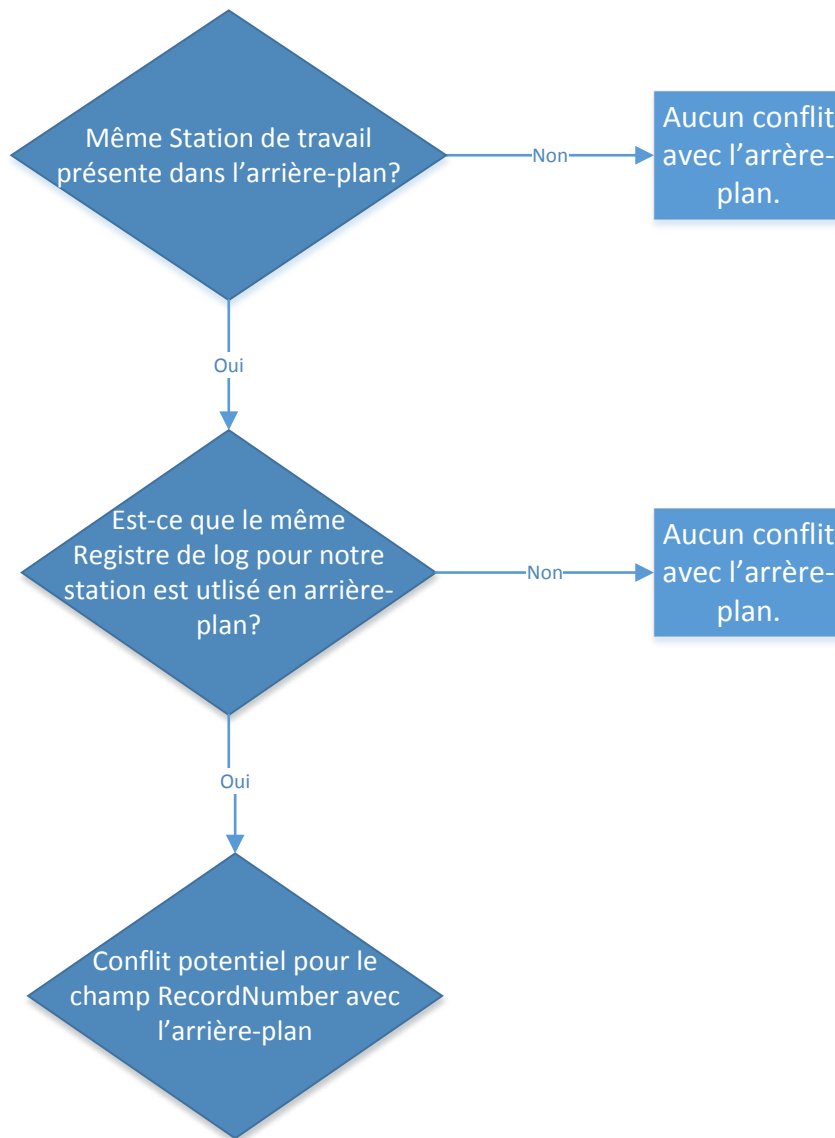 Même Station de travail
présente dans l'arrière-plan?
Non
Aucun conflit
avec l'arrère-
plan.
Oui
Est-ce que le même
Registre de log pour notre
station est utlisé en arrière-
plan?
Non
Aucun conflit
avec l'arrère-
plan.
Oui
Conflit potentiel pour le
champ RecordNumber avec
l'arrière-plan